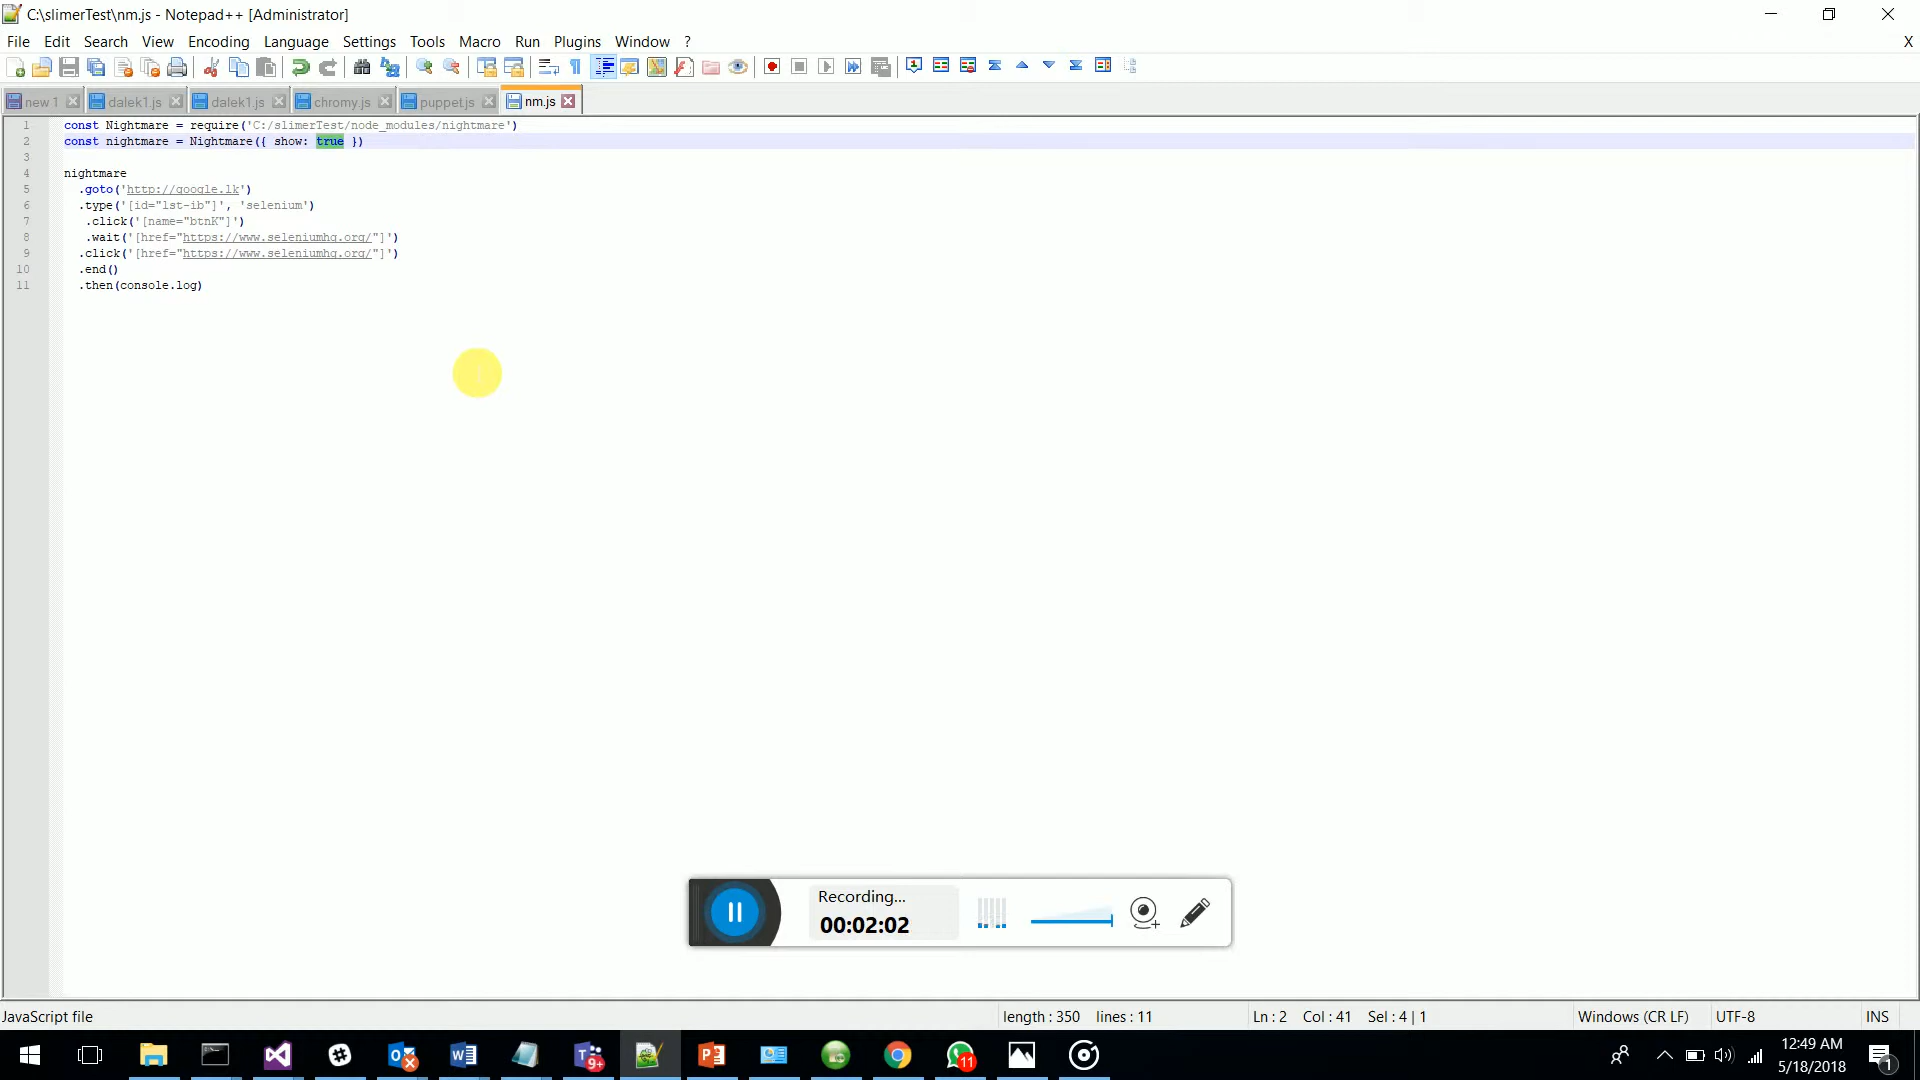 C:\slimerTest\nm.js - Notepad++ [Administrator]
File Edit Search View Encoding Language Settings Tools Macro Run Plugins Window ? X
new 1 dalek1.js dalek1.js chromy.js puppet.js nm.js
1 const Nightmare = require('C:/slimerTest/node_modules/nightmare')
2 const nightmare = Nightmare({ show: true })
3
4 nightmare
5 .goto('http://google.lk')
6 .type('[id="lst-ib"]', 'selenium')
7 .click('[name="btnK"]')
8 .wait('[href="https://www.seleniumhq.org/"]')
9 .click('[href="https://www.seleniumhq.org/"]')
10 .end()
11 .then(console.log)
Recording...
00:02:02
JavaScript file length : 350 lines : 11 Ln : 2 Col : 41 Sel : 4 | 1 Windows (CR LF) UTF-8 INS
9+
11
12:49 AM
5/18/2018
1